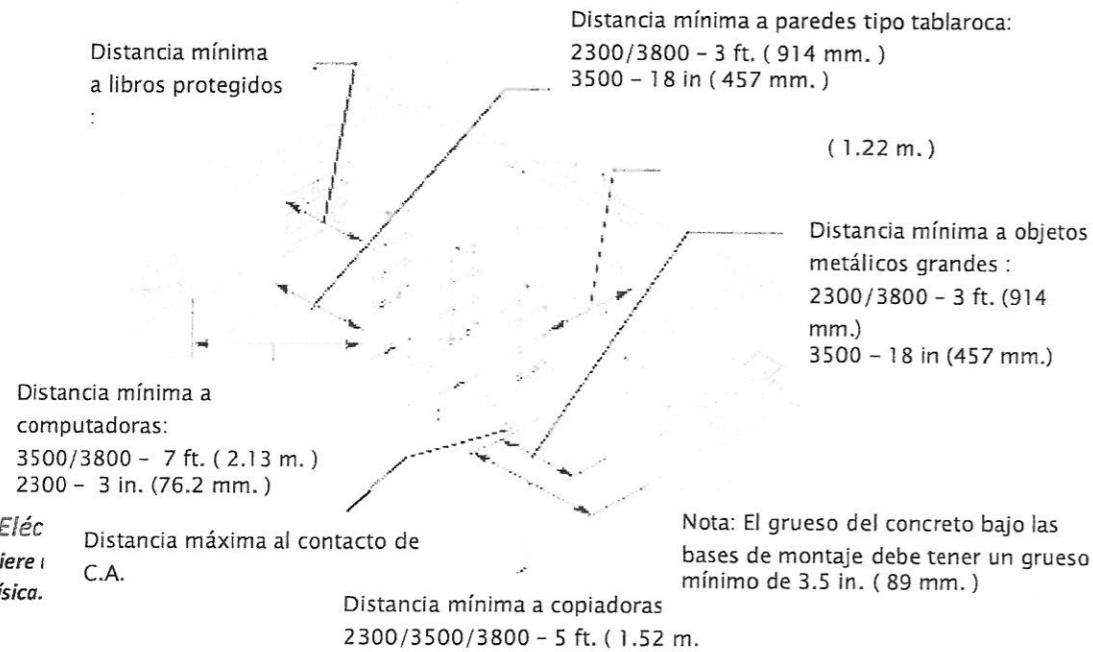 Distancia mínima a paredes tipo tablaroca:
2300/3800 – 3 ft. ( 914 mm. )
3500 – 18 in ( 457 mm. )
Distancia mínima
a libros protegidos
:
( 1.22 m. )
Distancia mínima a objetos
metálicos grandes :
2300/3800 – 3 ft. (914
mm.)
3500 – 18 in (457 mm.)
Distancia mínima a
computadoras:
3500/3800 – 7 ft. ( 2.13 m. )
2300 – 3 in. (76.2 mm. )
Eléc
iere
ísica.
Distancia máxima al contacto de
C.A.
Nota: El grueso del concreto bajo las
bases de montaje debe tener un grueso
mínimo de 3.5 in. ( 89 mm. )
Distancia mínima a copiadoras
2300/3500/3800 – 5 ft. ( 1.52 m.